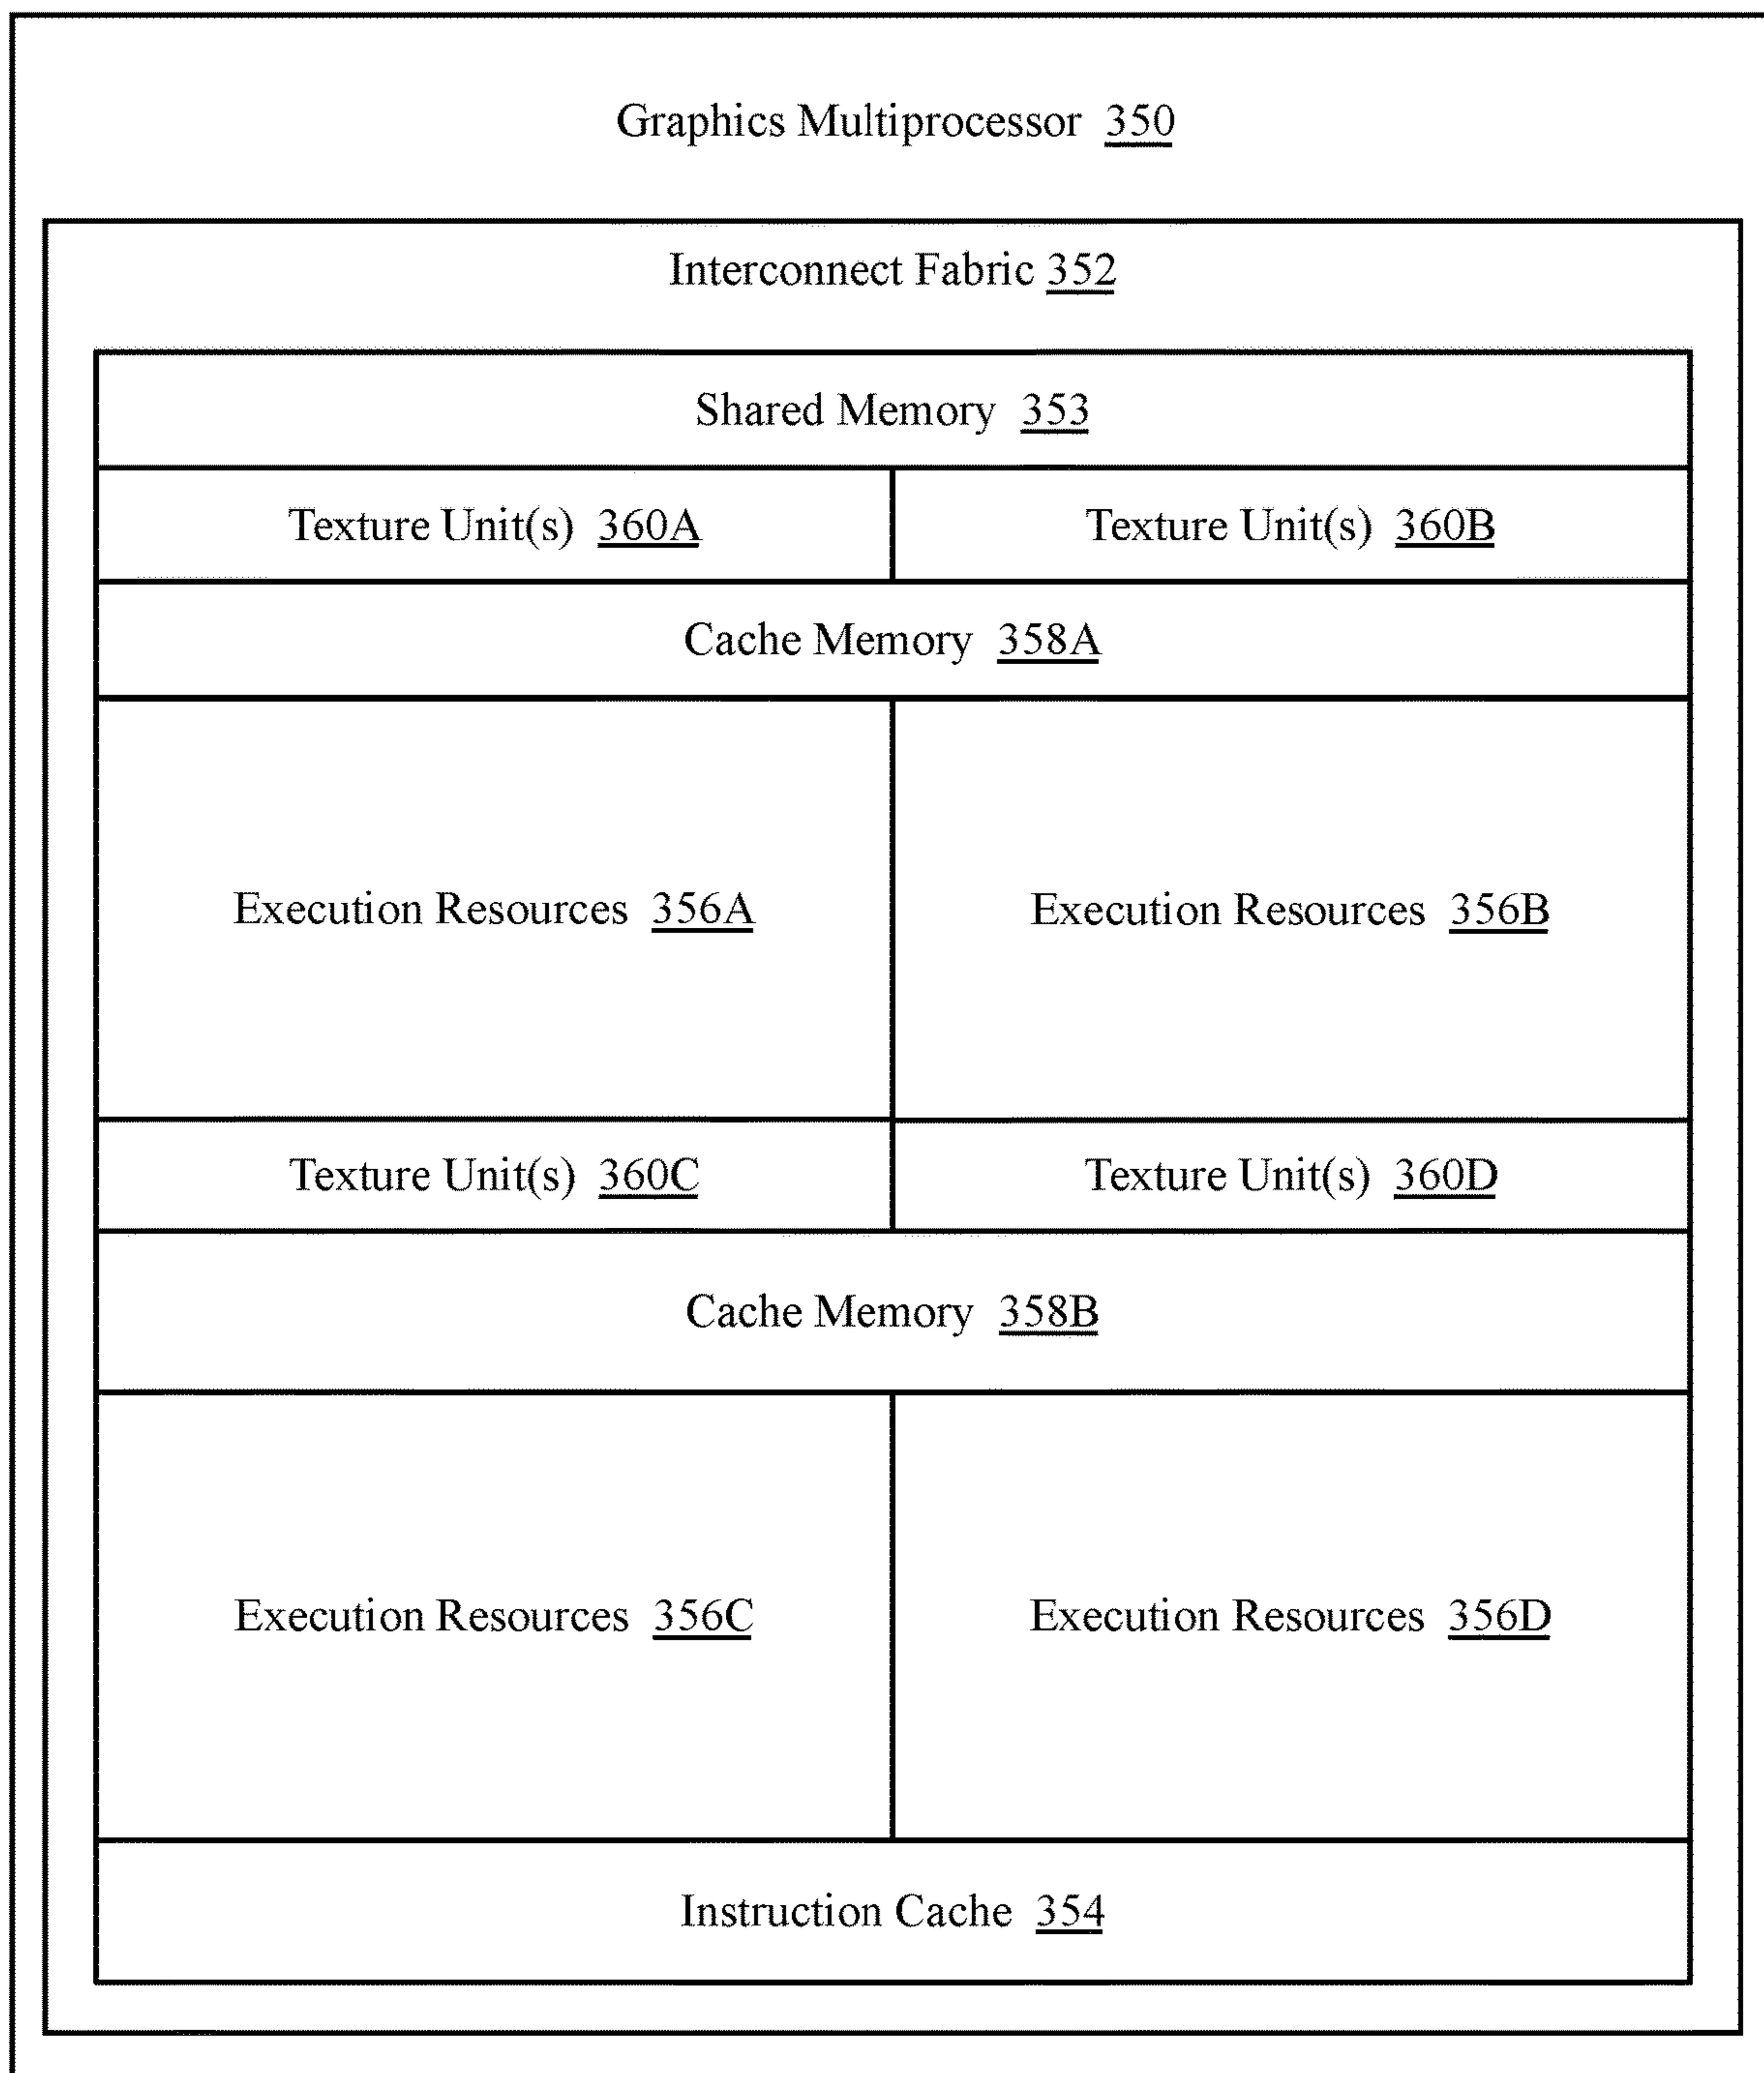 Graphics Multiprocessor 350
Interconnect Fabric 352
Shared Memory 353
Texture Unit(s) 360A
Texture Unit(s) 360B
Cache Memory 358A
Execution Resources 356A
Execution Resources 356B
Texture Unit(s) 360C
Texture Unit(s) 360D
Cache Memory 358B
Execution Resources 356C
Execution Resources 356D
Instruction Cache 354